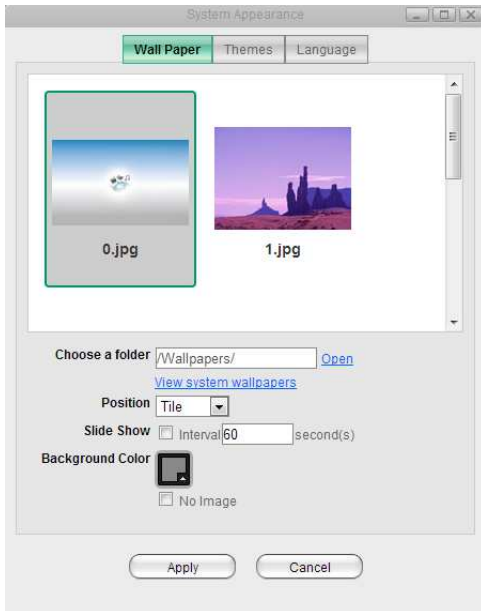 System Appearance
Wall Paper Themes Language
0.jpg 1.jpg
Choose a folder /Wallpapers/ Open
View system wallpapers
Position Tile
Slide Show Interval 60 second(s)
Background Color
No Image
Apply Cancel